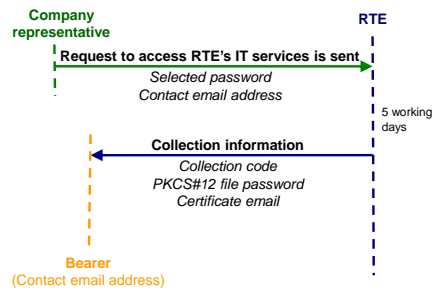 Company
representative
RTE
Request to access RTE's IT services is sent
Selected password
Contact email address
5 working
days
Collection information
Collection code
PKCS#12 file password
Certificate email
Bearer
(Contact email address)